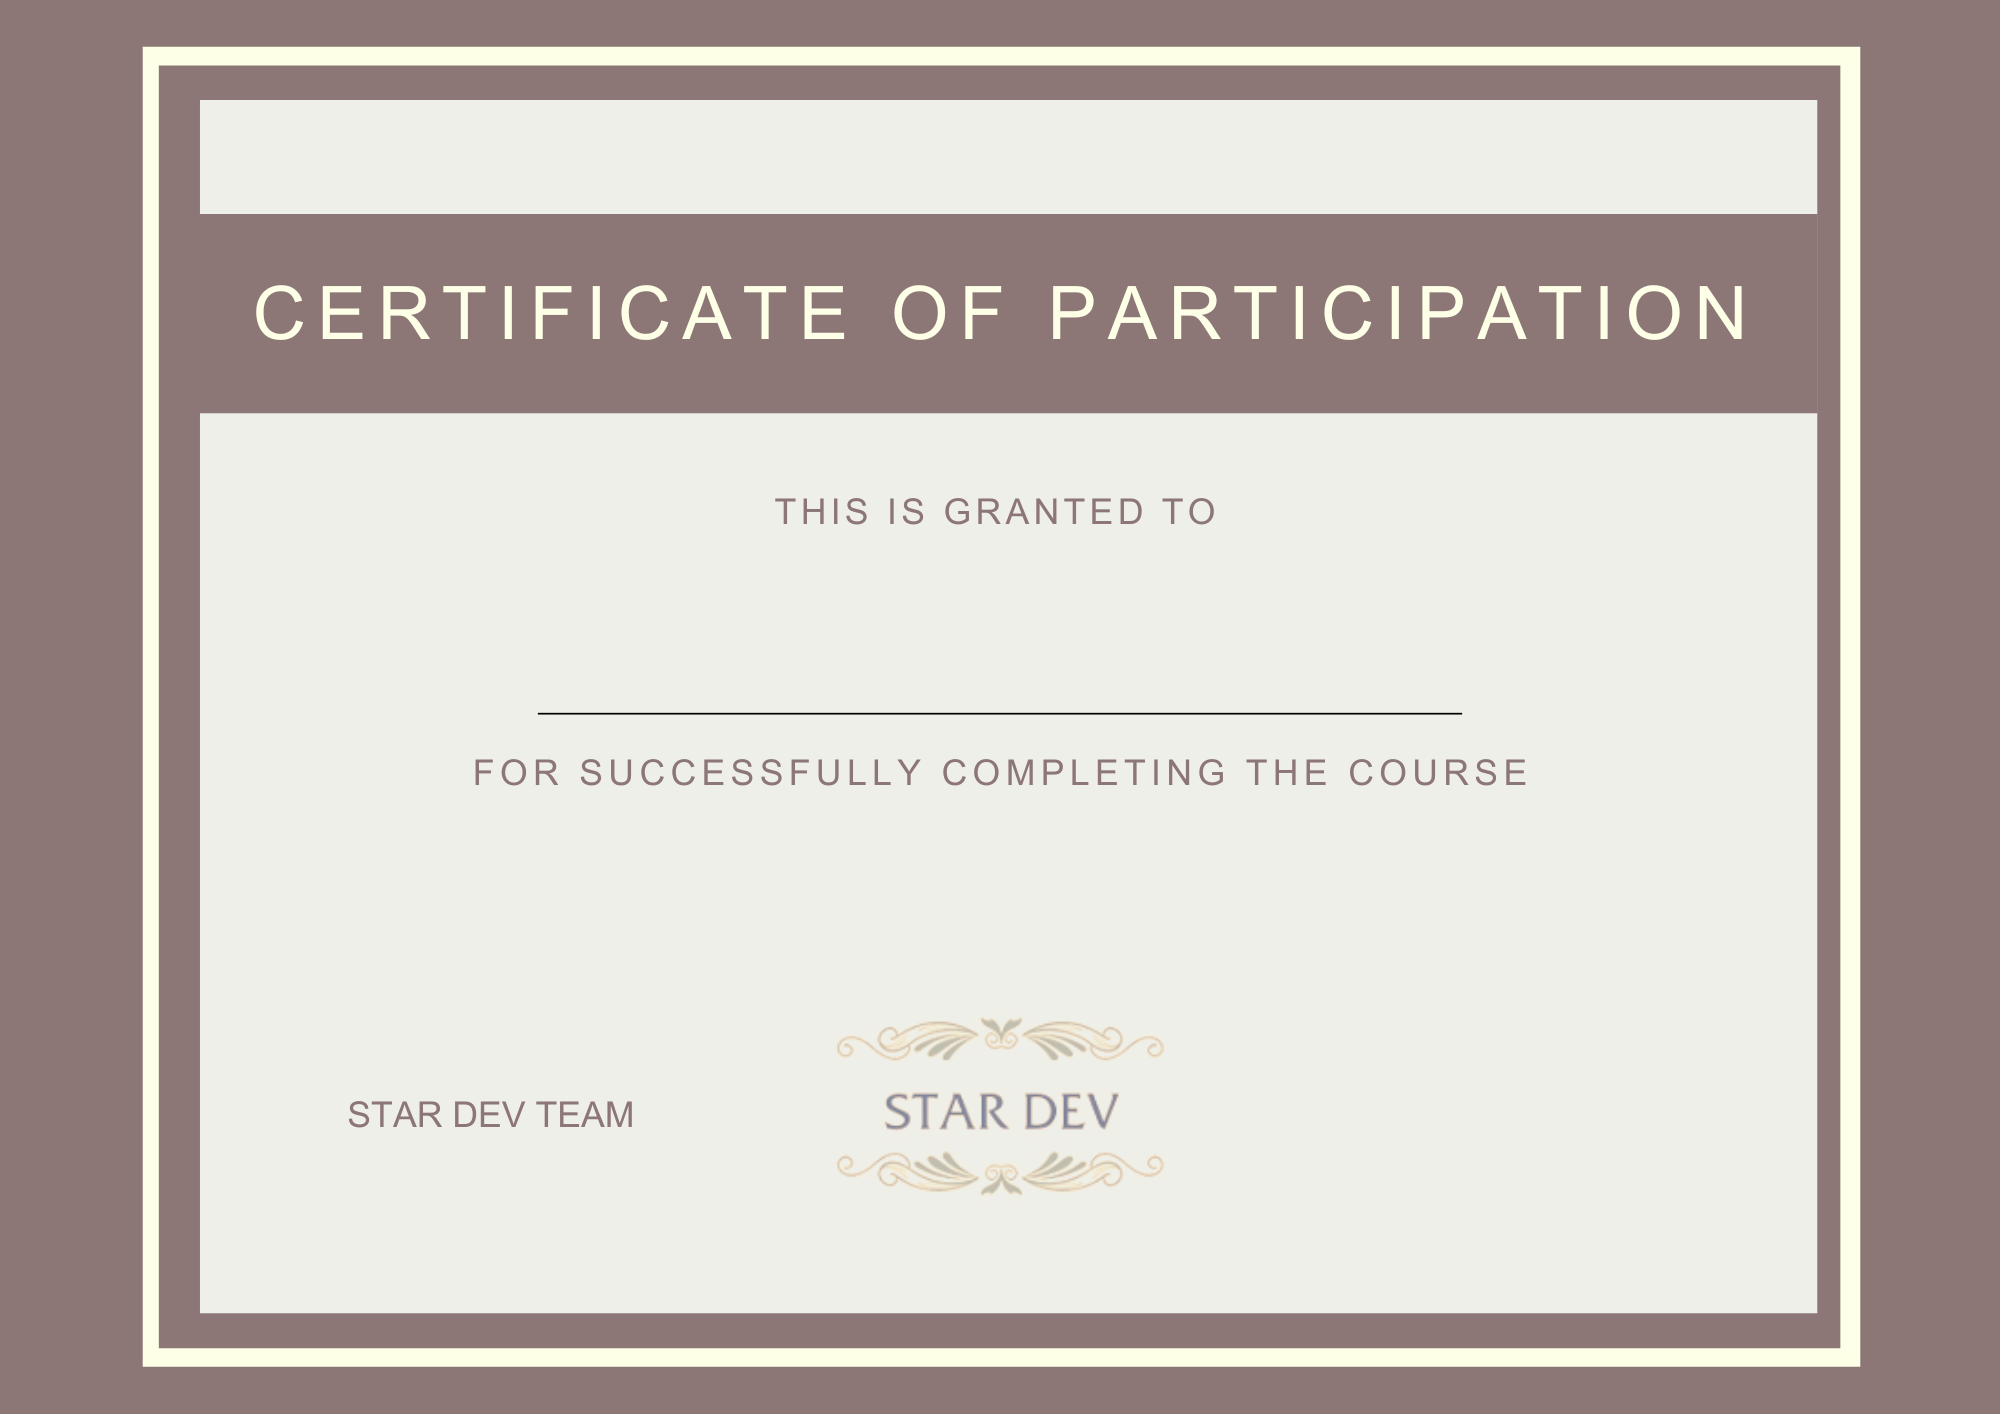 CERTIFICATE OF PARTICIPATION
THIS IS GRANTED TO
FOR SUCCESSFULLY COMPLETING THE COURSE
STAR DEV TEAM
STAR DEV